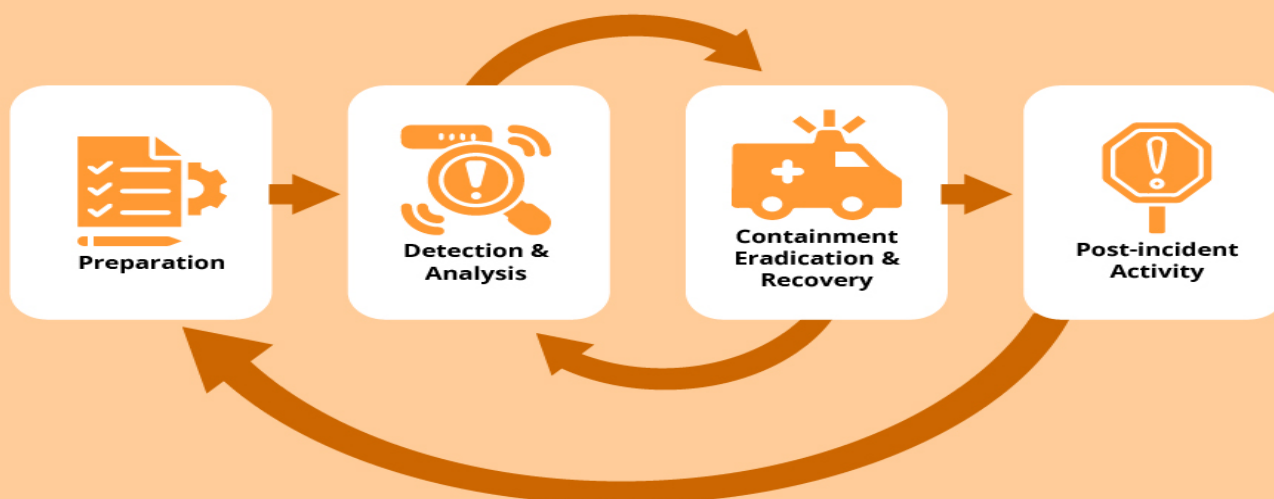 Preparation
Detection &
Analysis
Containment
Eradication &
Recovery
Post-incident
Activity